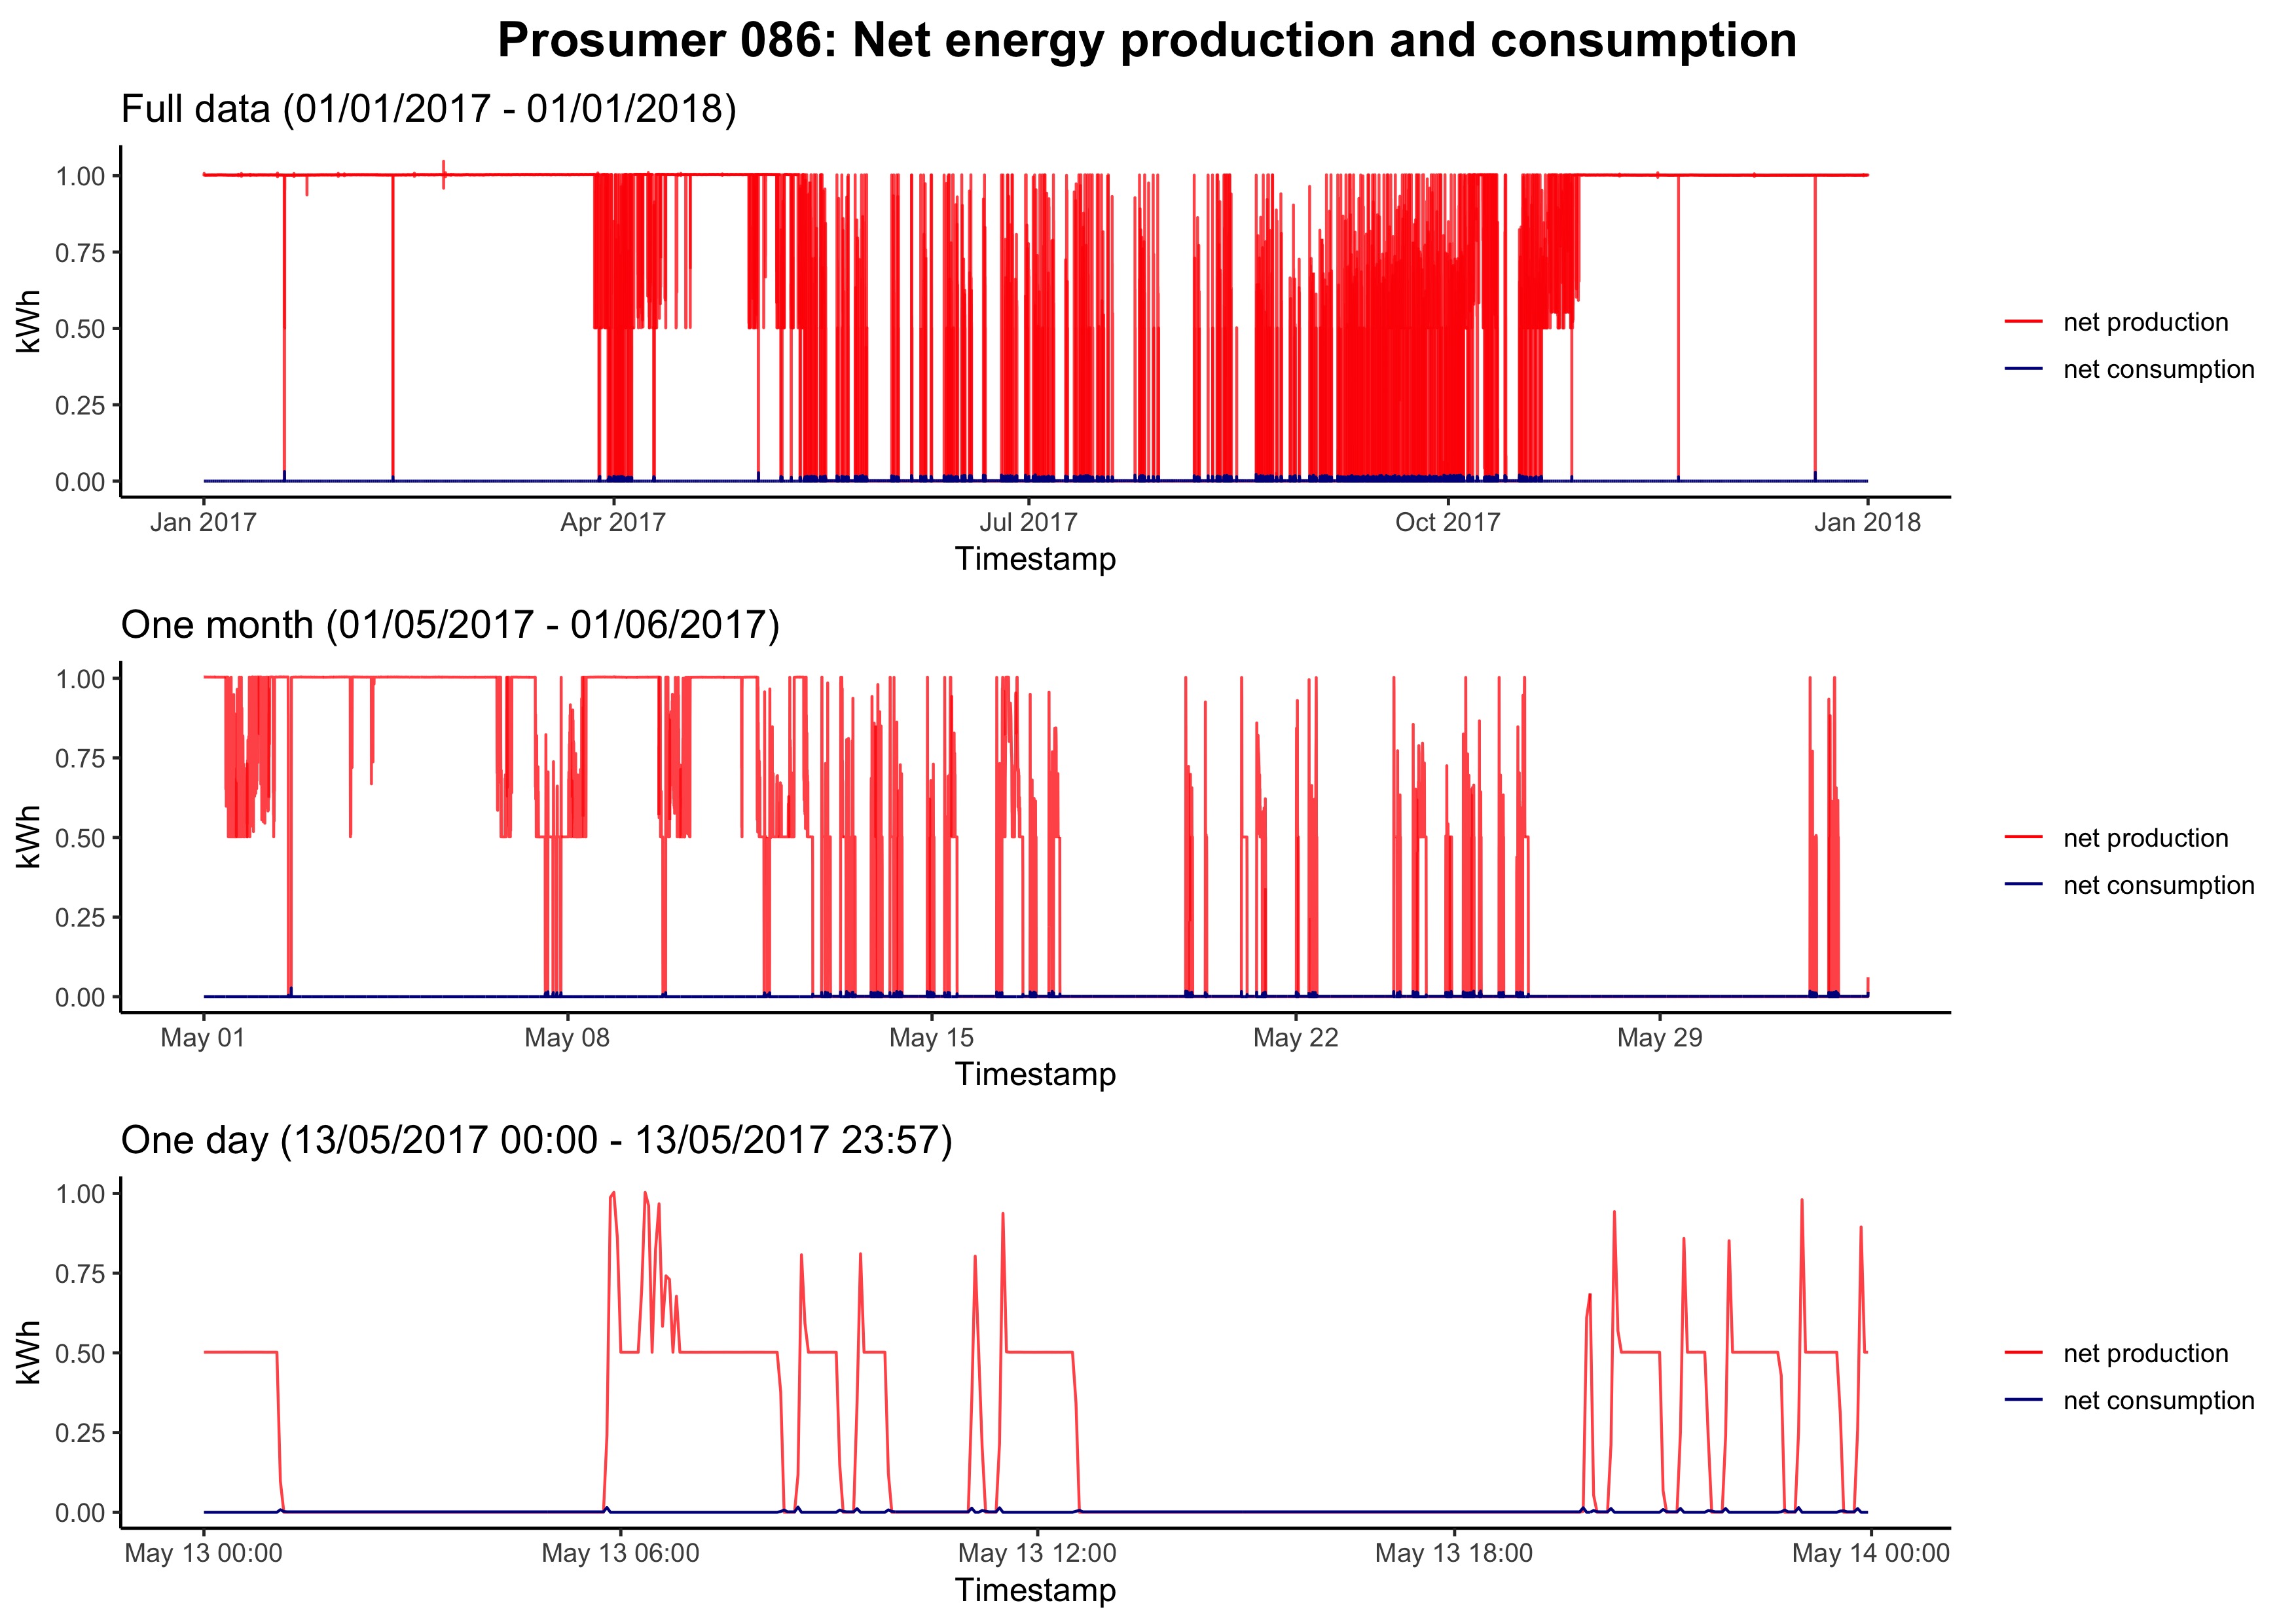 Prosumer 086: Net energy production and consumption
Full data (01/01/2017 - 01/01/2018)
1.00
0.75
0.50
0.25
0.00
kWh
Jan 2017
Apr 2017
Jul 2017
Oct 2017
Jan 2018
Timestamp
net production
net consumption
One month (01/05/2017 - 01/06/2017)
1.00
0.75
0.50
0.25
0.00
kWh
May 01
May 08
May 15
May 22
May 29
Timestamp
net production
net consumption
One day (13/05/2017 00:00 - 13/05/2017 23:57)
1.00
0.75
0.50
0.25
0.00
kWh
May 13 00:00
May 13 06:00
May 13 12:00
May 13 18:00
May 14 00:00
Timestamp
net production
net consumption